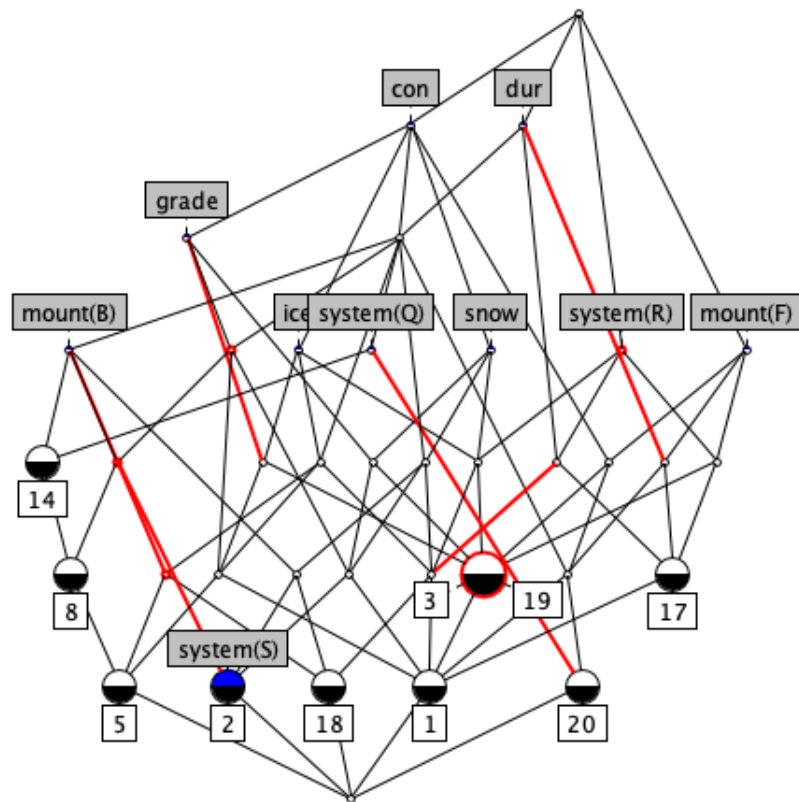 con
dur
grade
mount(B)
ice
system(Q)
snow
system(R)
mount(F)
14
8
3
19
17
system(S)
5
2
18
1
20